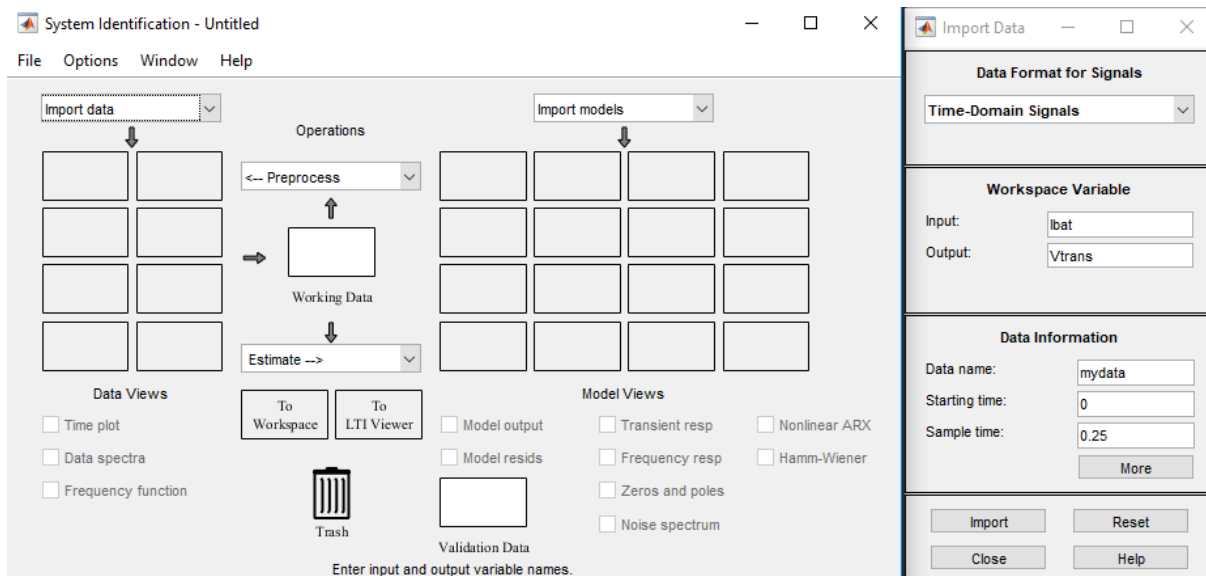 System Identification - Untitled
File Options Window Help
Import data
Import models
Operations
<-- Preprocess
Working Data
Estimate -->
Data Views
Model Views
To
Workspace
To
LTI Viewer
Time plot
Data spectra
Frequency function
Model output
Transient resp
Nonlinear ARX
Model resids
Frequency resp
Hamm-Wiener
Zeros and poles
Noise spectrum
Trash
Validation Data
Enter input and output variable names.
Import Data
Data Format for Signals
Time-Domain Signals
Workspace Variable
Input: Ibat
Output: Vtrans
Data Information
Data name: mydata
Starting time: 0
Sample time: 0.25
More
Import Reset
Close Help